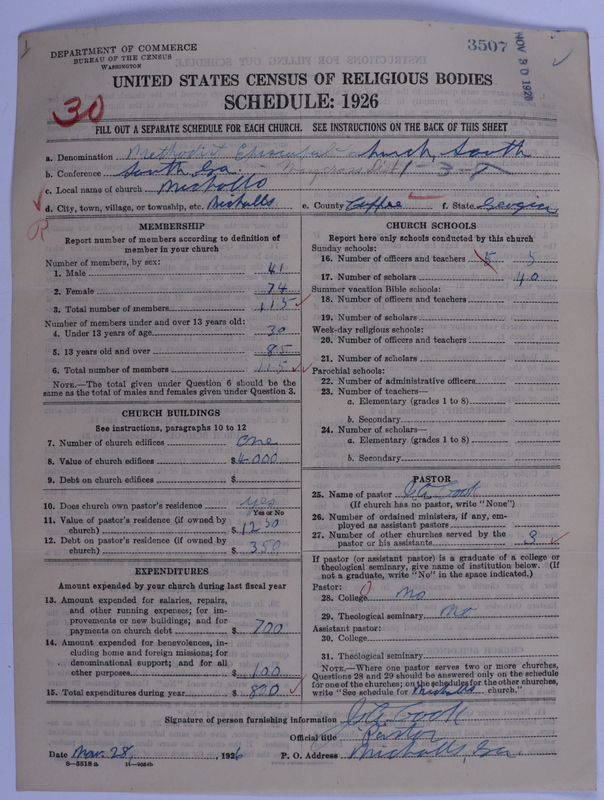 DEPARTMENT OF COMMERCE
BUREAU OF THE CENSUS
WASHINGTON
3507
NOV 30 1926
UNITED STATES CENSUS OF RELIGIOUS BODIES
SCHEDULE: 1926
30
FILL OUT A SEPARATE SCHEDULE FOR EACH CHURCH. SEE INSTRUCTIONS ON THE BACK OF THIS SHEET
a. Denomination Methodist Episcopal Church, South
b. Conference South Ga. Waycross Dist 1-3-8
c. Local name of church Nicholls
d. City, town, village, or township, etc. Nicholls e. County Coffee f. State Georgia
MEMBERSHIP
Report number of members according to definition of member in your church
Number of members, by sex:
1. Male 41
2. Female 74
3. Total number of members 115
Number of members under and over 13 years old:
4. Under 13 years of age 30
5. 13 years old and over 85
6. Total number of members 115
NOTE.—The total given under Question 6 should be the same as the total of males and females given under Question 3.
CHURCH BUILDINGS
See instructions, paragraphs 10 to 12
7. Number of church edifices One
8. Value of church edifices $4000
9. Debt on church edifices $
10. Does church own pastor's residence yes
Yes or No
11. Value of pastor's residence (if owned by church) $1250
12. Debt on pastor's residence (if owned by church) $350
EXPENDITURES
Amount expended by your church during last fiscal year
13. Amount expended for salaries, repairs, and other running expenses; for improvements or new buildings; and for payments on church debt $700
14. Amount expended for benevolences, including home and foreign missions; for denominational support; and for all other purposes $100
15. Total expenditures during year $800
CHURCH SCHOOLS
Report here only schools conducted by this church
Sunday schools:
16. Number of officers and teachers 5 5
17. Number of scholars 40
Summer vacation Bible schools:
18. Number of officers and teachers
19. Number of scholars
Week-day religious schools:
20. Number of officers and teachers
21. Number of scholars
Parochial schools:
22. Number of administrative officers
23. Number of teachers—
a. Elementary (grades 1 to 8)
b. Secondary
24. Number of scholars—
a. Elementary (grades 1 to 8)
b. Secondary
PASTOR
25. Name of pastor Cook
(If church has no pastor, write "None")
26. Number of ordained ministers, if any, employed as assistant pastors
27. Number of other churches served by the pastor or his assistants 3
If pastor (or assistant pastor) is a graduate of a college or theological seminary, give name of institution below. (If not a graduate, write "No" in the space indicated.)
Pastor:
28. College No
29. Theological seminary No
Assistant pastor:
30. College
31. Theological seminary
NOTE.—Where one pastor serves two or more churches, Questions 28 and 29 should be answered only on the schedule for one of the churches; on the schedules for the other churches, write "See schedule for Nicholls church."
Signature of person furnishing information Cook
Official title Pastor
Date Nov. 28, 1926 P. O. Address Nicholls, Ga.
8-5518 a